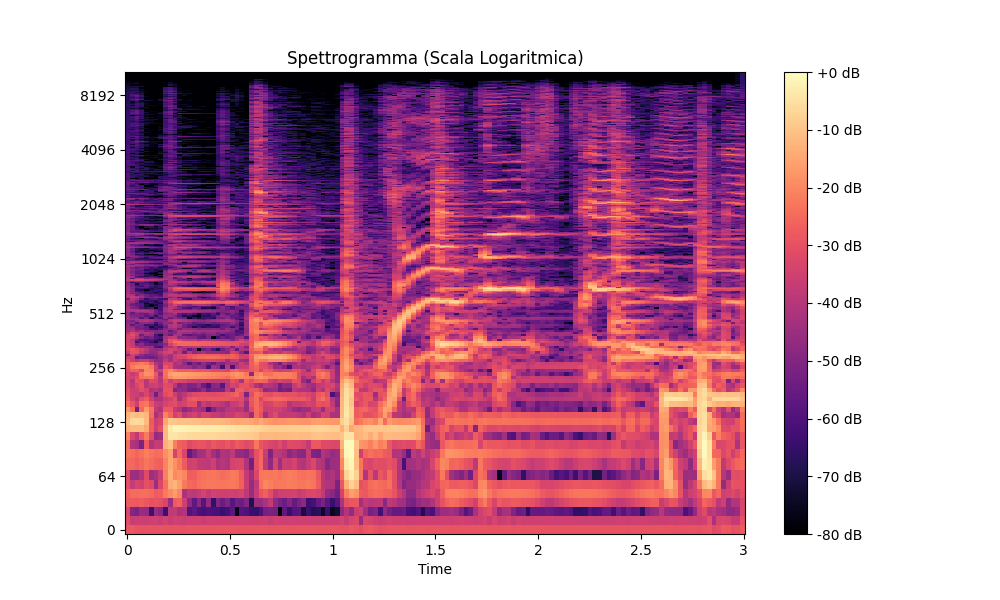 Spettrogramma (Scala Logaritmica)
Hz
8192
4096
2048
1024
512
256
128
64
0
0
0.5
1
1.5
2
2.5
3
Time
+0 dB
-10 dB
-20 dB
-30 dB
-40 dB
-50 dB
-60 dB
-70 dB
-80 dB